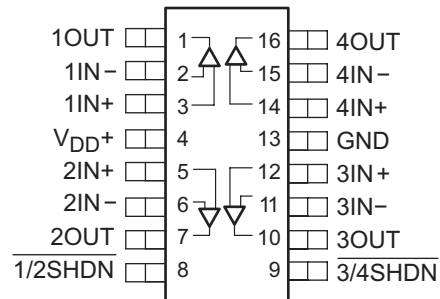 1OUT 1 16 4OUT
1IN− 2 15 4IN−
1IN+ 3 14 4IN+
VDD+ 4 13 GND
2IN+ 5 12 3IN+
2IN− 6 11 3IN−
2OUT 7 10 3OUT
1/2SHDN 8 9 3/4SHDN